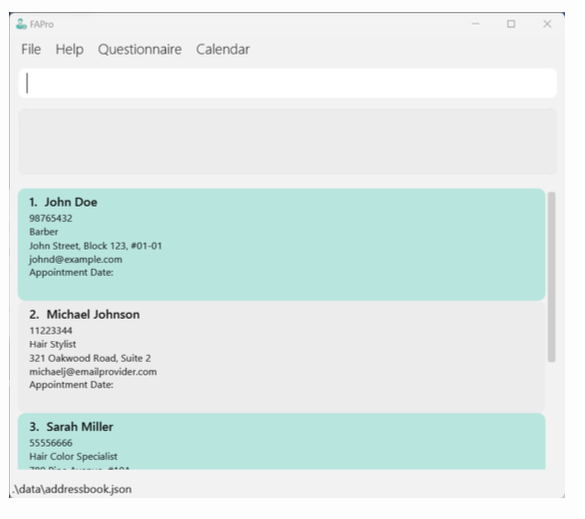 FAPro
File Help Questionnaire Calendar
1. John Doe
98765432
Barber
John Street, Block 123, #01-01
johnd@example.com
Appointment Date:
2. Michael Johnson
11223344
Hair Stylist
321 Oakwood Road, Suite 2
michaelj@emailprovider.com
Appointment Date:
3. Sarah Miller
55556666
Hair Color Specialist
.\data\addressbook.json